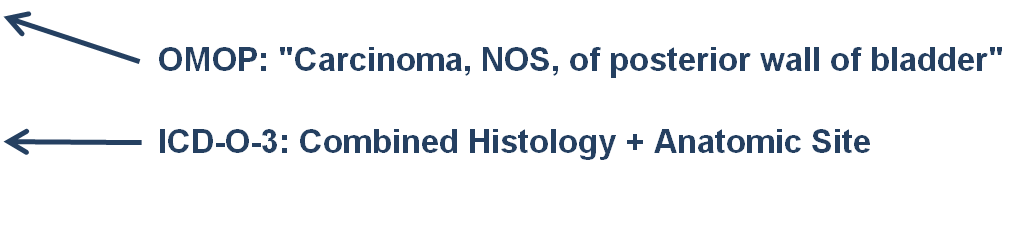 OMOP: "Carcinoma, NOS, of posterior wall of bladder"
ICD-O-3: Combined Histology + Anatomic Site